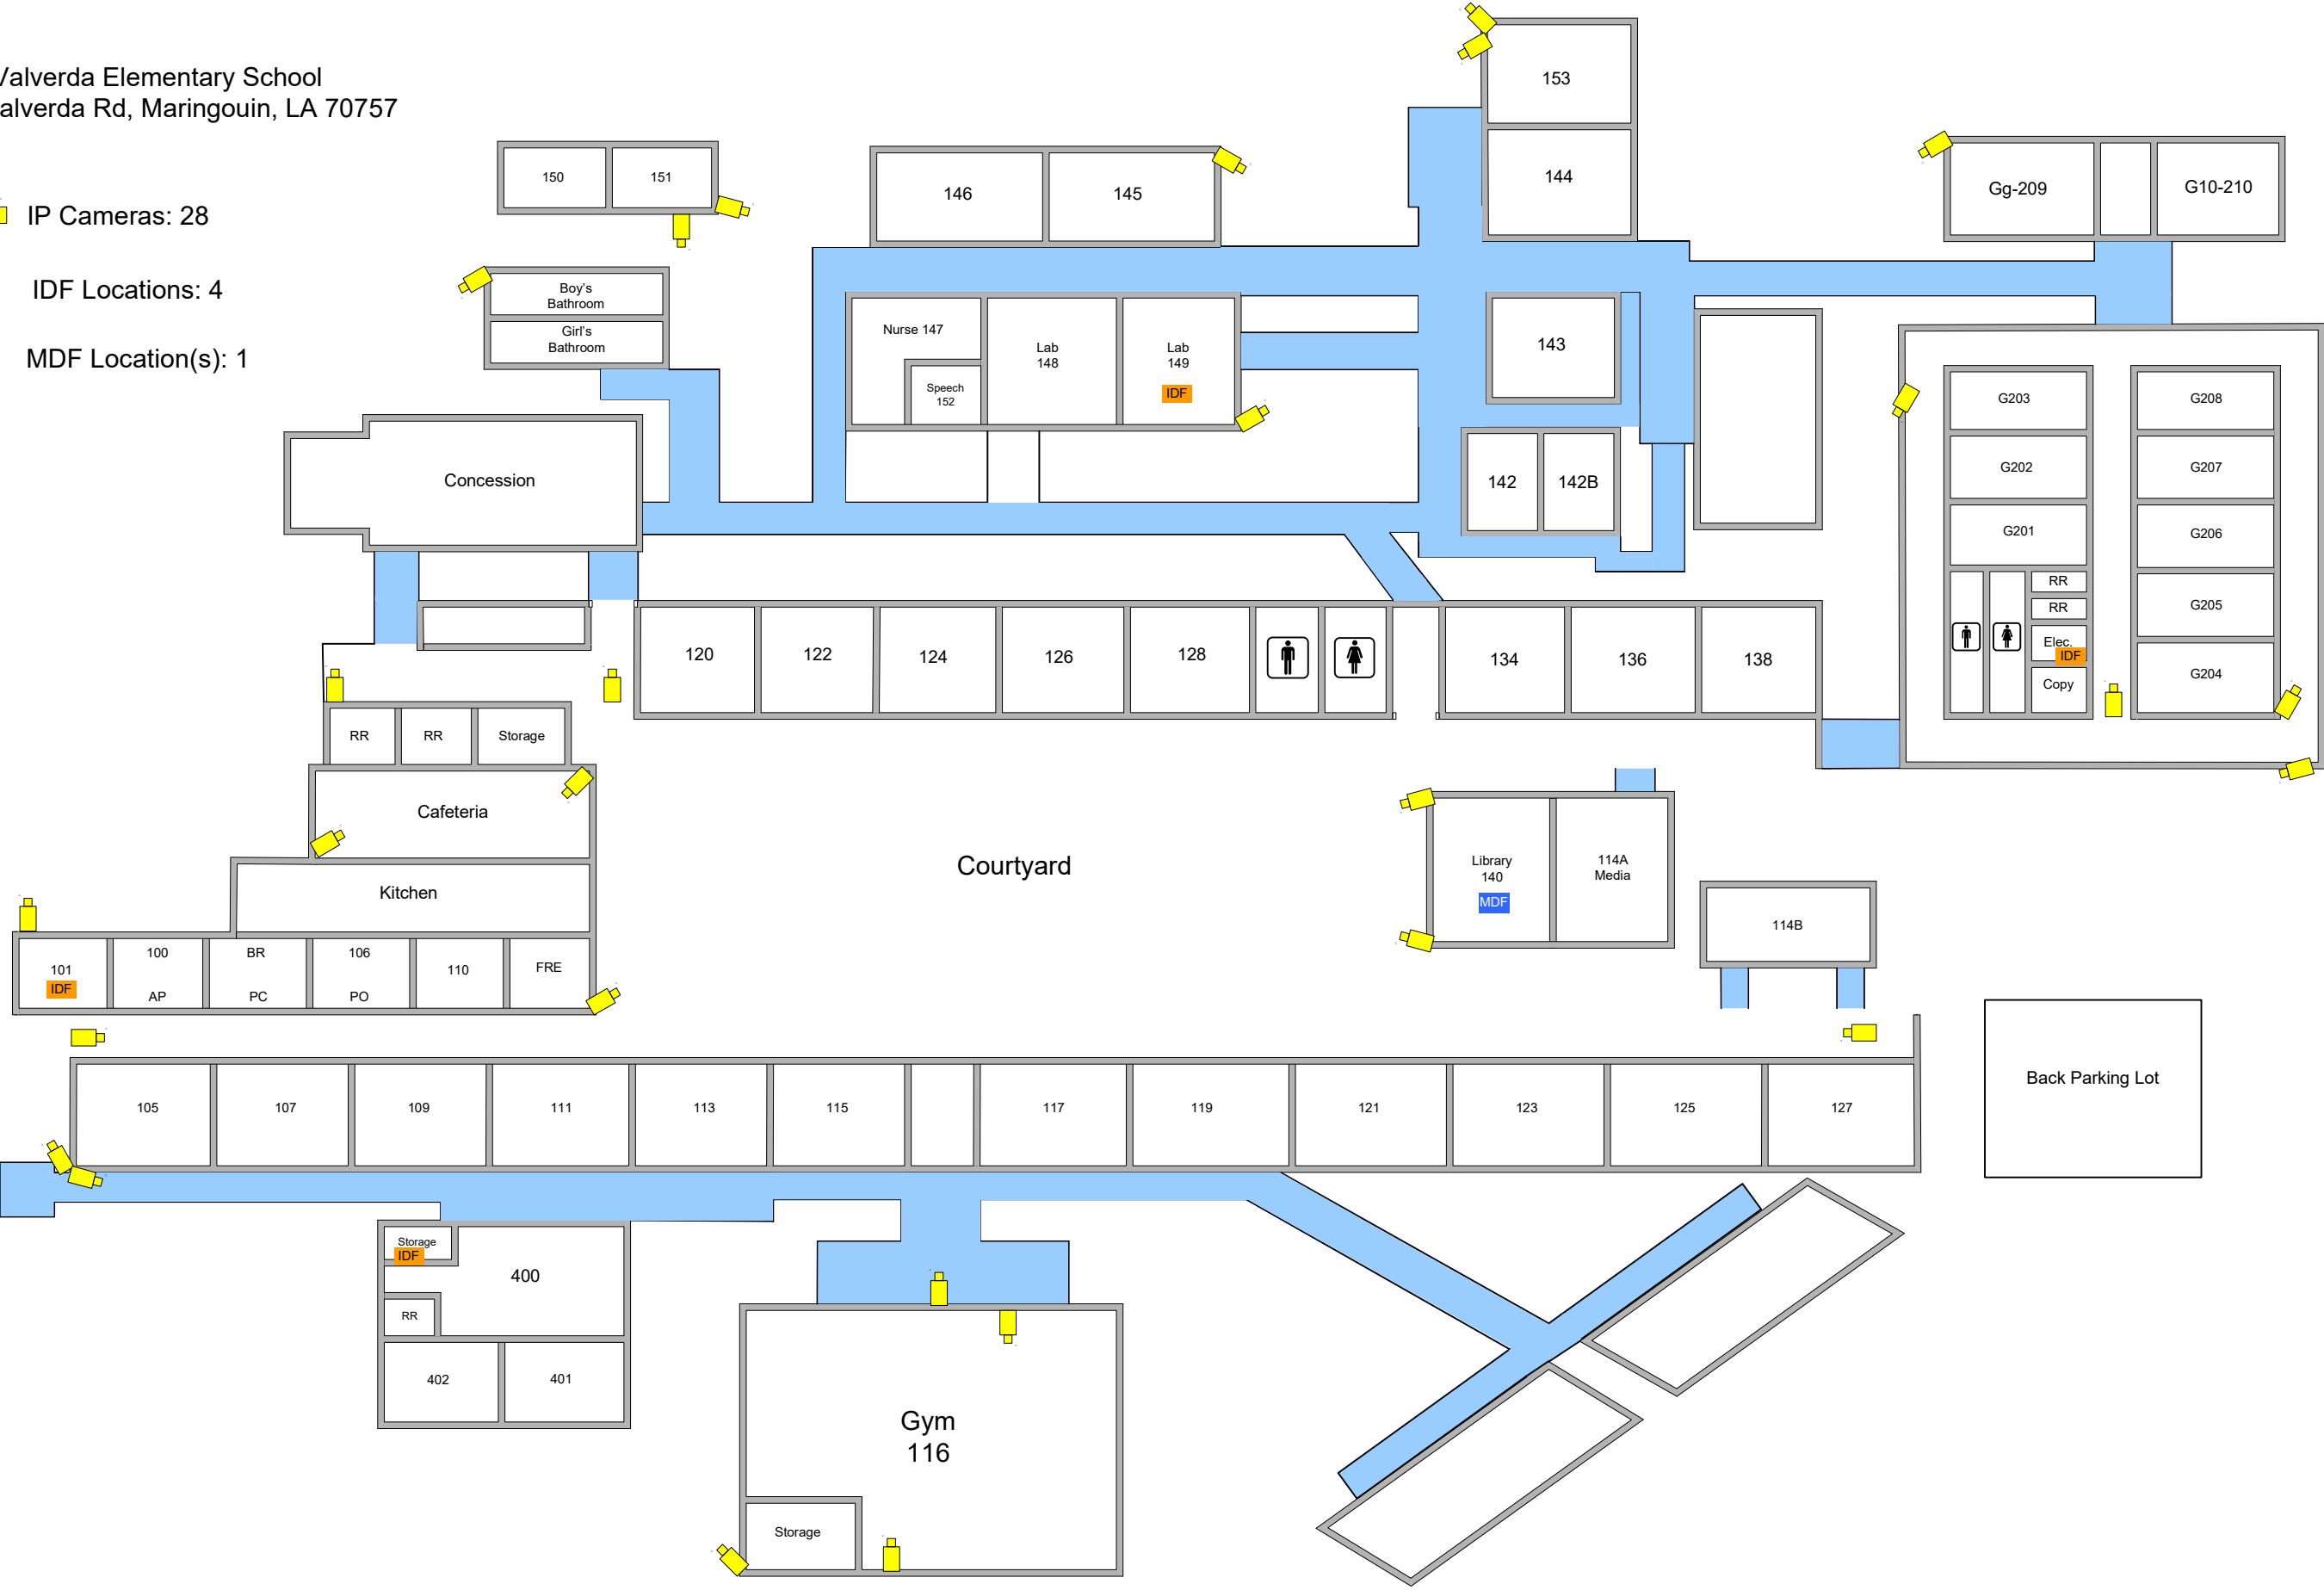 Valverda Elementary School
alverda Rd, Maringouin, LA 70757
IP Cameras: 28
IDF Locations: 4
MDF Location(s): 1
153
144
150
151
146
145
Gg-209
G10-210
Boy's
Bathroom
Girl's
Bathroom
Nurse 147
Speech
152
Lab
148
Lab
149
IDF
143
142
142B
Concession
G203
G202
G201
RR
RR
Elec.
IDF
Copy
G208
G207
G206
G205
G204
120
122
124
126
128
134
136
138
RR
RR
Storage
Cafeteria
Kitchen
101
IDF
100
AP
BR
PC
106
PO
110
FRE
Courtyard
Library
140
MDF
114A
Media
114B
Back Parking Lot
105
107
109
111
113
115
117
119
121
123
125
127
Storage
IDF
400
RR
402
401
Gym
116
Storage